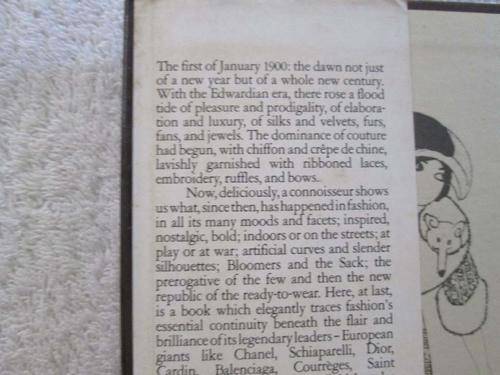 The first of January 1900: the dawn not just
of a new year but of a whole new century.
With the Edwardian era, there rose a flood
tide of pleasure and prodigality, of elabora-
tion and luxury, of silks and velvets, furs,
fans, and jewels. The dominance of couture
had begun, with chiffon and crêpe de chine,
lavishly garnished with ribboned laces,
embroidery, ruffles, and bows.
Now, deliciously, a connoisseur shows
us what, since then, has happened in fashion,
in all its many moods and facets; inspired,
nostalgic, bold; indoors or on the streets; at
play or at war; artificial curves and slender
silhouettes; Bloomers and the Sack; the
prerogative of the few and then the new
republic of the ready-to-wear. Here, at last,
is a book which elegantly traces fashion's
essential continuity beneath the flair and
brilliance of its legendary leaders – European
giants like Chanel, Schiaparelli, Dior,
Cardin, Balenciaga, Courrèges, Saint